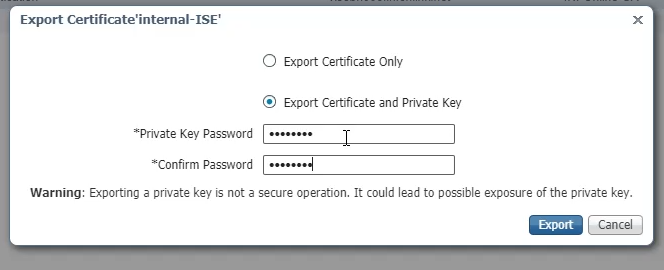 Export Certificate'internal-ISE'
Export Certificate Only
Export Certificate and Private Key
*Private Key Password ••••••••
*Confirm Password ••••••••
Warning: Exporting a private key is not a secure operation. It could lead to possible exposure of the private key.
Export Cancel